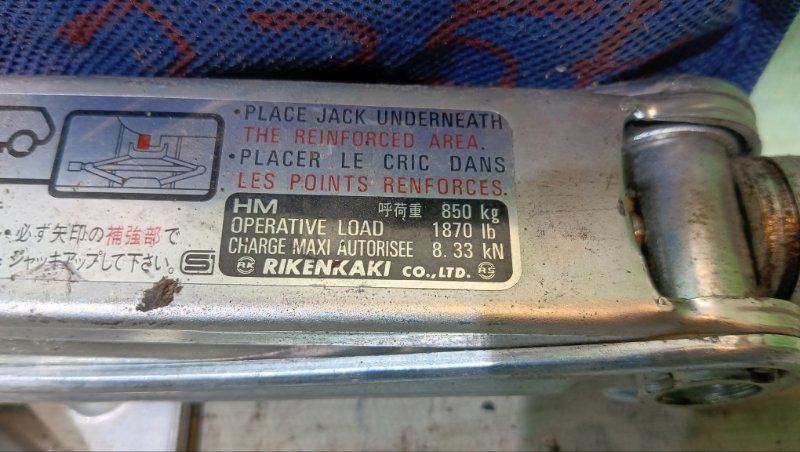 ・PLACE JACK UNDERNEATH
THE REINFORCED AREA.
・PLACER LE CRIC DANS
LES POINTS RENFORCES.
・必ず矢印の補強部で
ジャッキアップして下さい。
HM 呼荷重 850 kg
OPERATIVE LOAD 1870 lb
CHARGE MAXI AUTORISEE 8.33 kN
RK RIKENKAKI CO.,LTD. RS